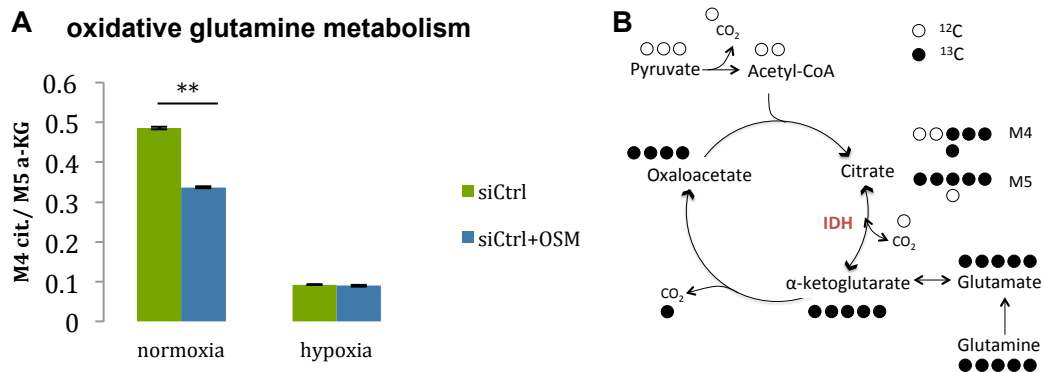 A oxidative glutamine metabolism
M4 cit./ M5 a-KG
0.6
0.5
0.4
0.3
0.2
0.1
0
**
normoxia
hypoxia
siCtrl
siCtrl+OSM
B
CO2
Pyruvate
Acetyl-CoA
12C
13C
M4
M5
Oxaloacetate
Citrate
IDH
CO2
α-ketoglutarate
Glutamate
CO2
Glutamine